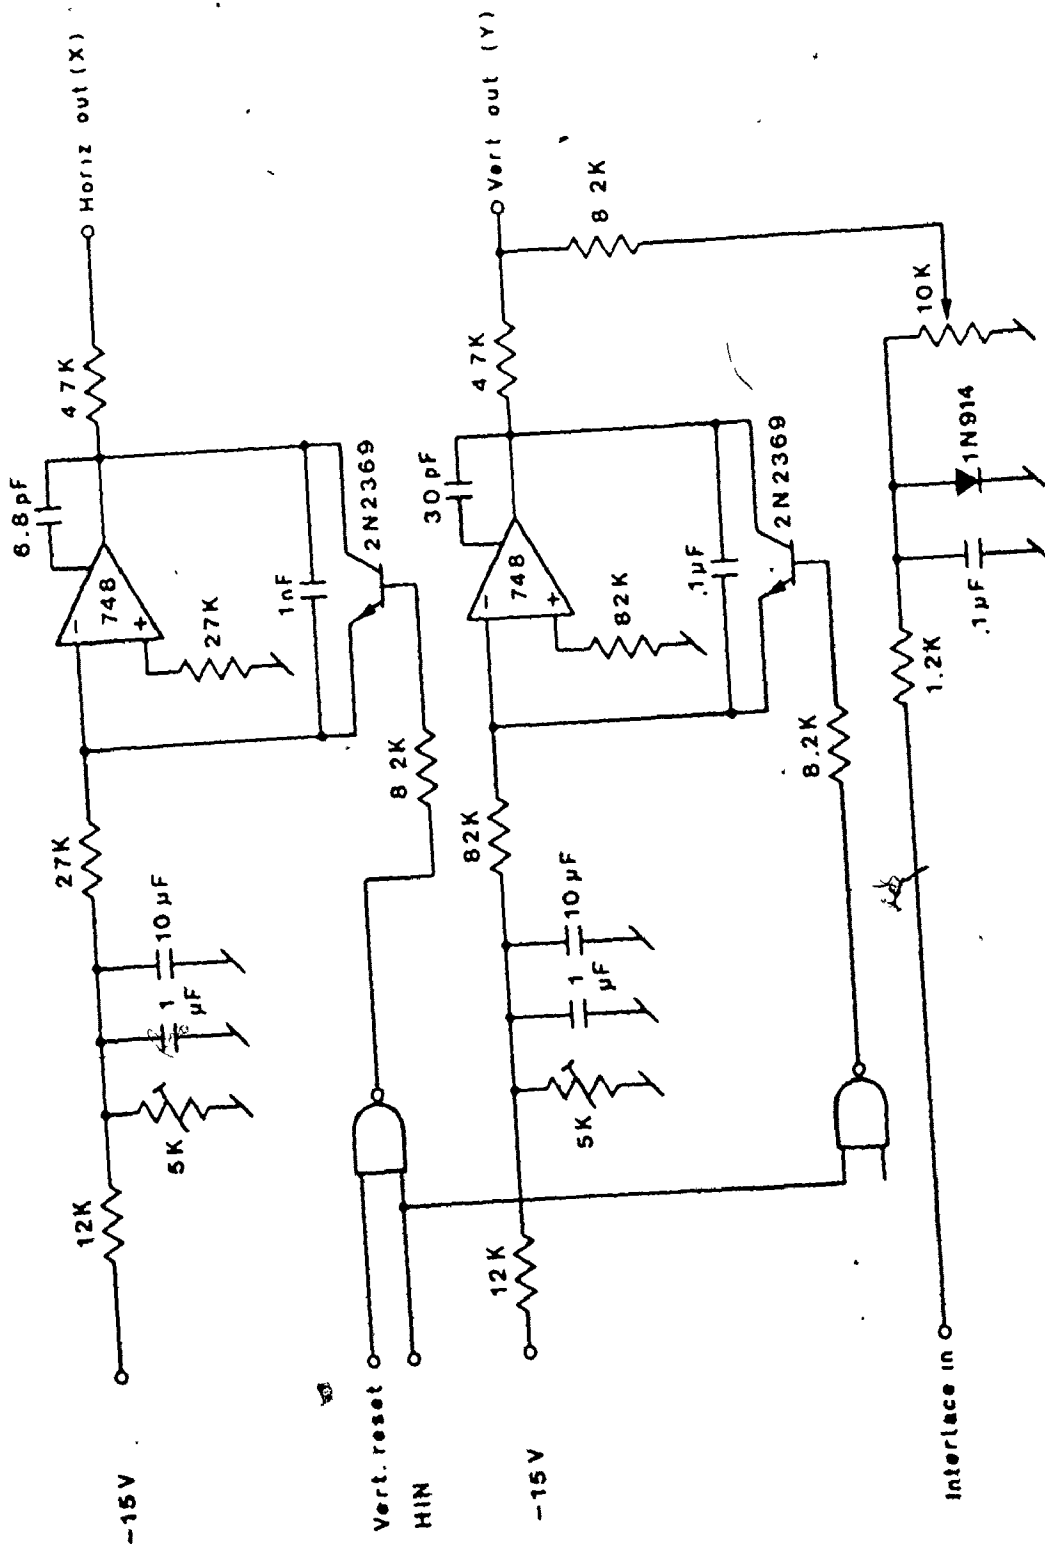 6.8pF
Horiz out (X)
12K
27K
748
-
+
4 7K
-15V
5K
1 µF
10µF
27K
1nF
2N2369
8 2K
Vert. reset
HIN
30pF
Vert out (Y)
12K
82K
748
-
+
4 7K
-15V
5K
1 µF
10µF
82K
.1µF
8 2K
2N2369
8.2K
10K
1N914
Interlace in
1.2K
.1µF